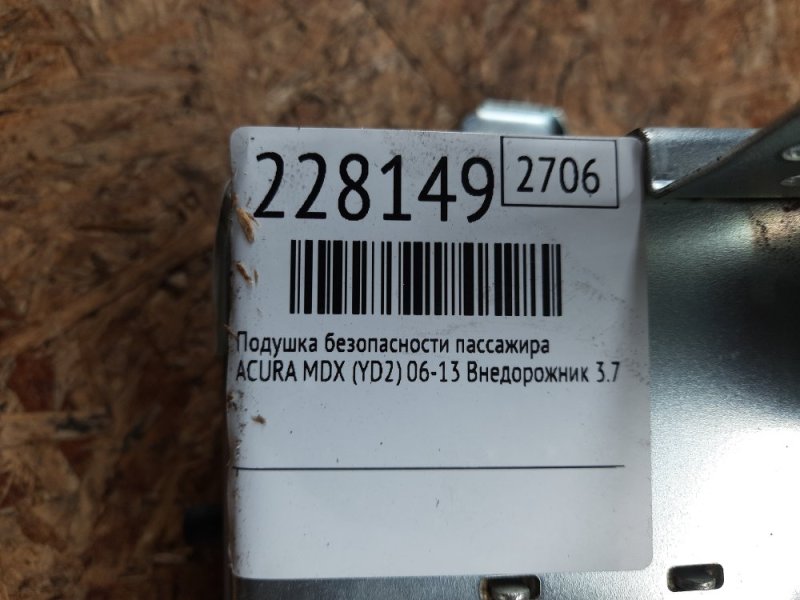 228149
2706
Подушка безопасности пассажира
ACURA MDX (YD2) 06-13 Внедорожник 3.7